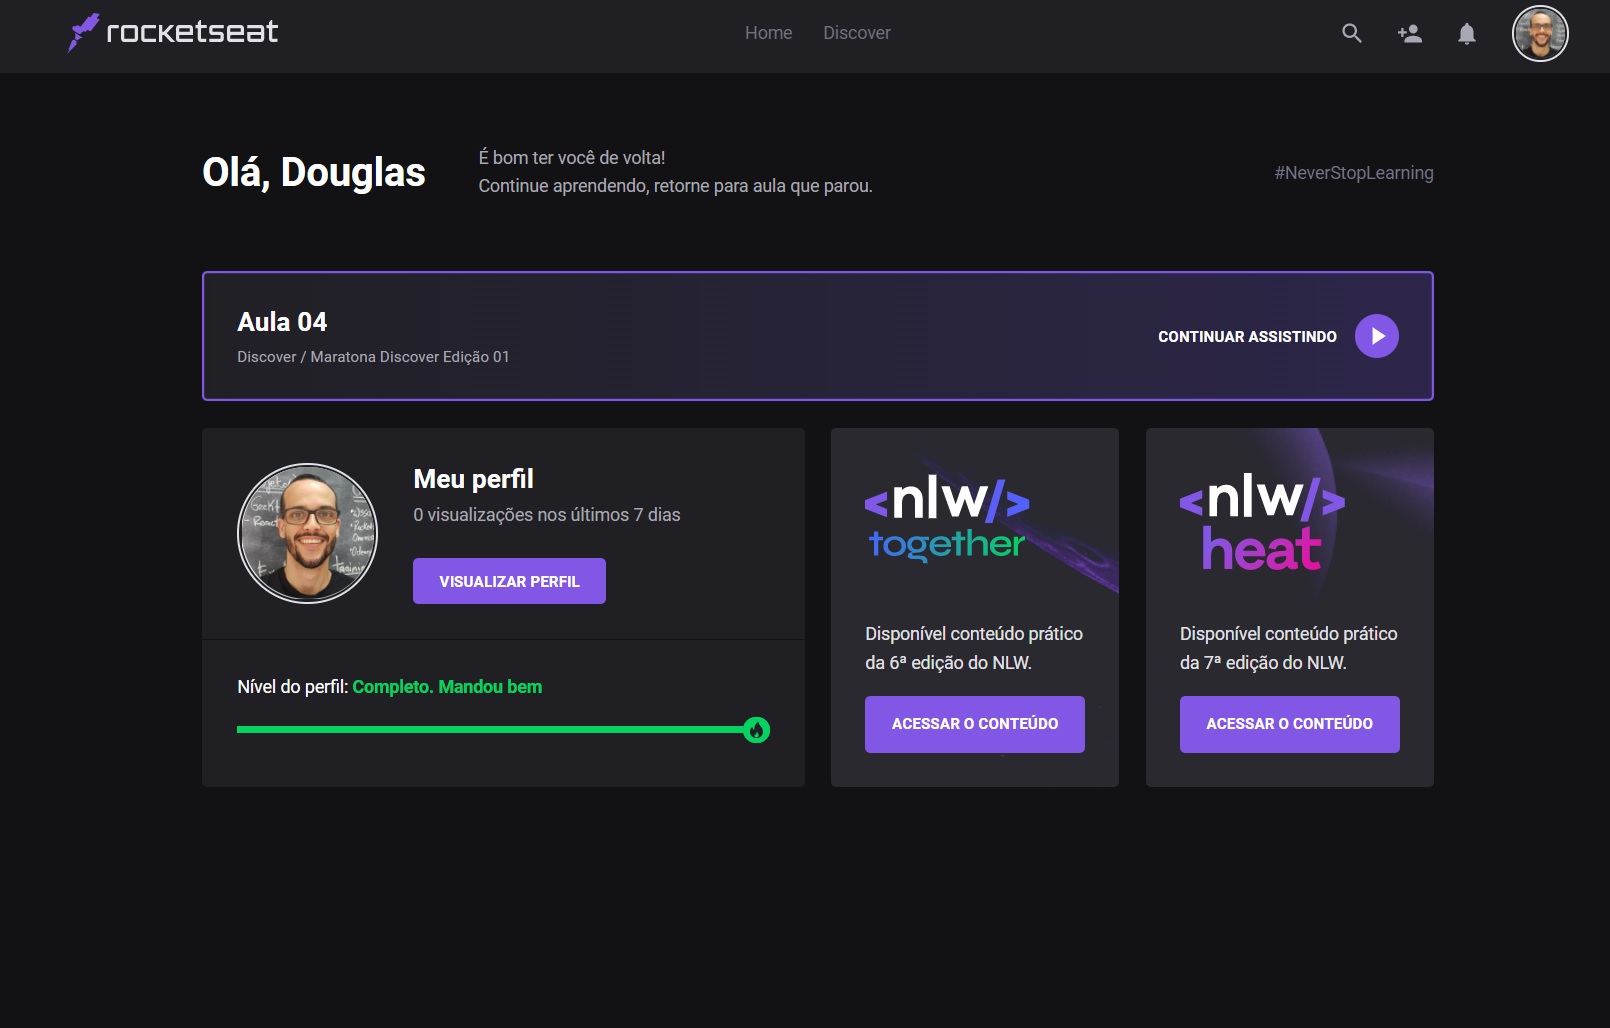 rocketseat
Home Discover
Olá, Douglas
É bom ter você de volta!
Continue aprendendo, retorne para aula que parou.
#NeverStopLearning
Aula 04
Discover / Maratona Discover Edição 01
CONTINUAR ASSISTINDO
Meu perfil
0 visualizações nos últimos 7 dias
VISUALIZAR PERFIL
Nível do perfil: Completo. Mandou bem
<nlw/>
together
Disponível conteúdo prático
da 6ª edição do NLW.
ACESSAR O CONTEÚDO
<nlw/>
heat
Disponível conteúdo prático
da 7ª edição do NLW.
ACESSAR O CONTEÚDO